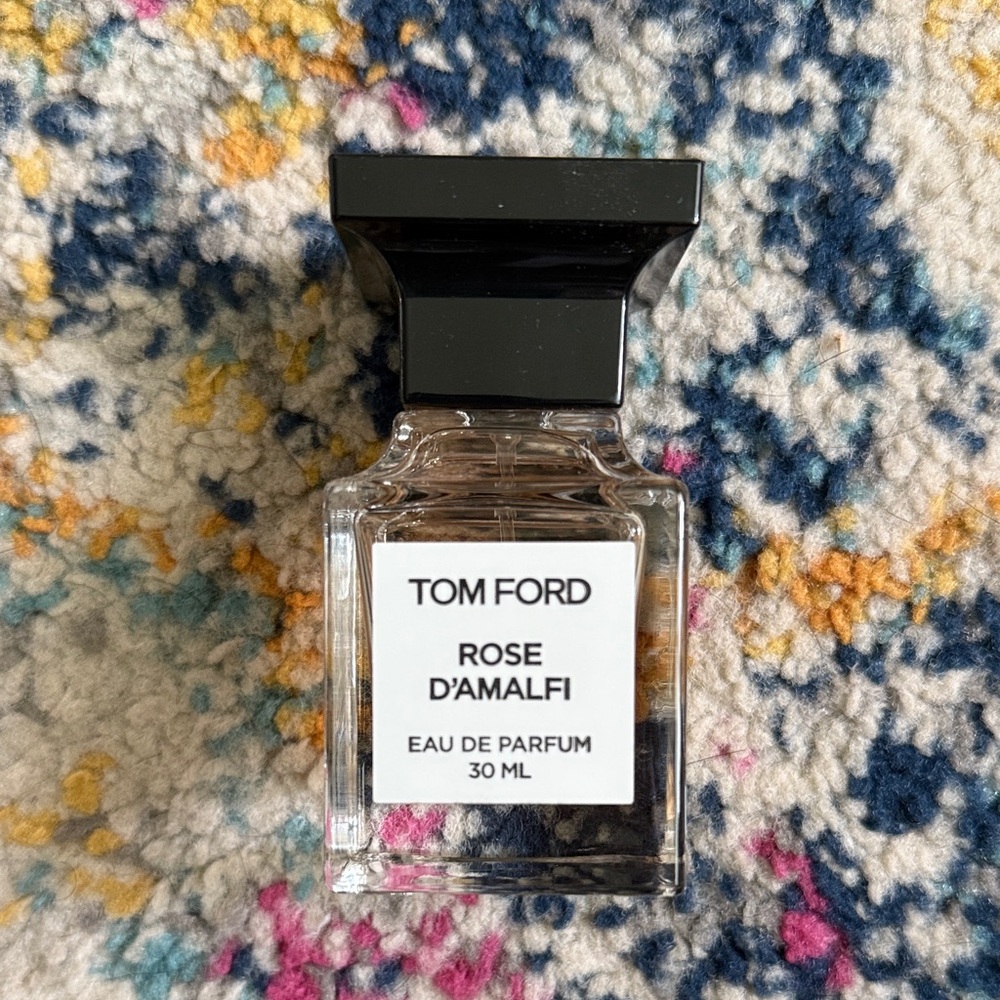 TOM FORD
ROSE
D'AMALFI
EAU DE PARFUM
30 ML